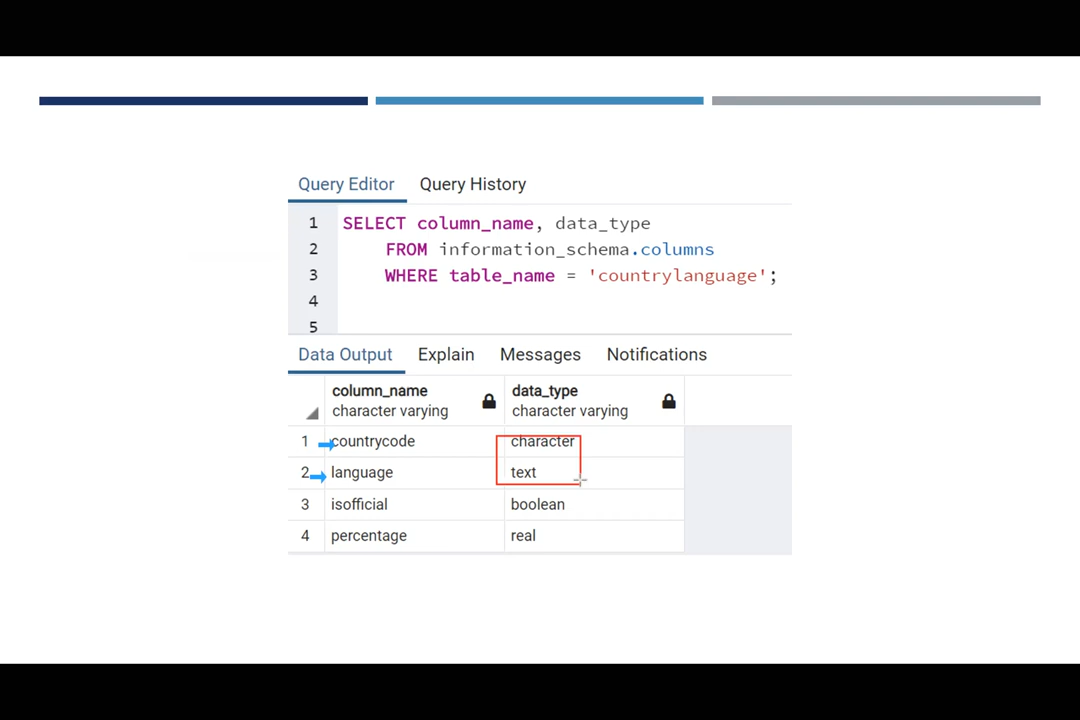 Query Editor Query History
1 SELECT column_name, data_type
2 FROM information_schema.columns
3 WHERE table_name = 'countrylanguage';
4
5
Data Output Explain Messages Notifications
column_name data_type
character varying character varying
1 countrycode character
2 language text
3 isofficial boolean
4 percentage real